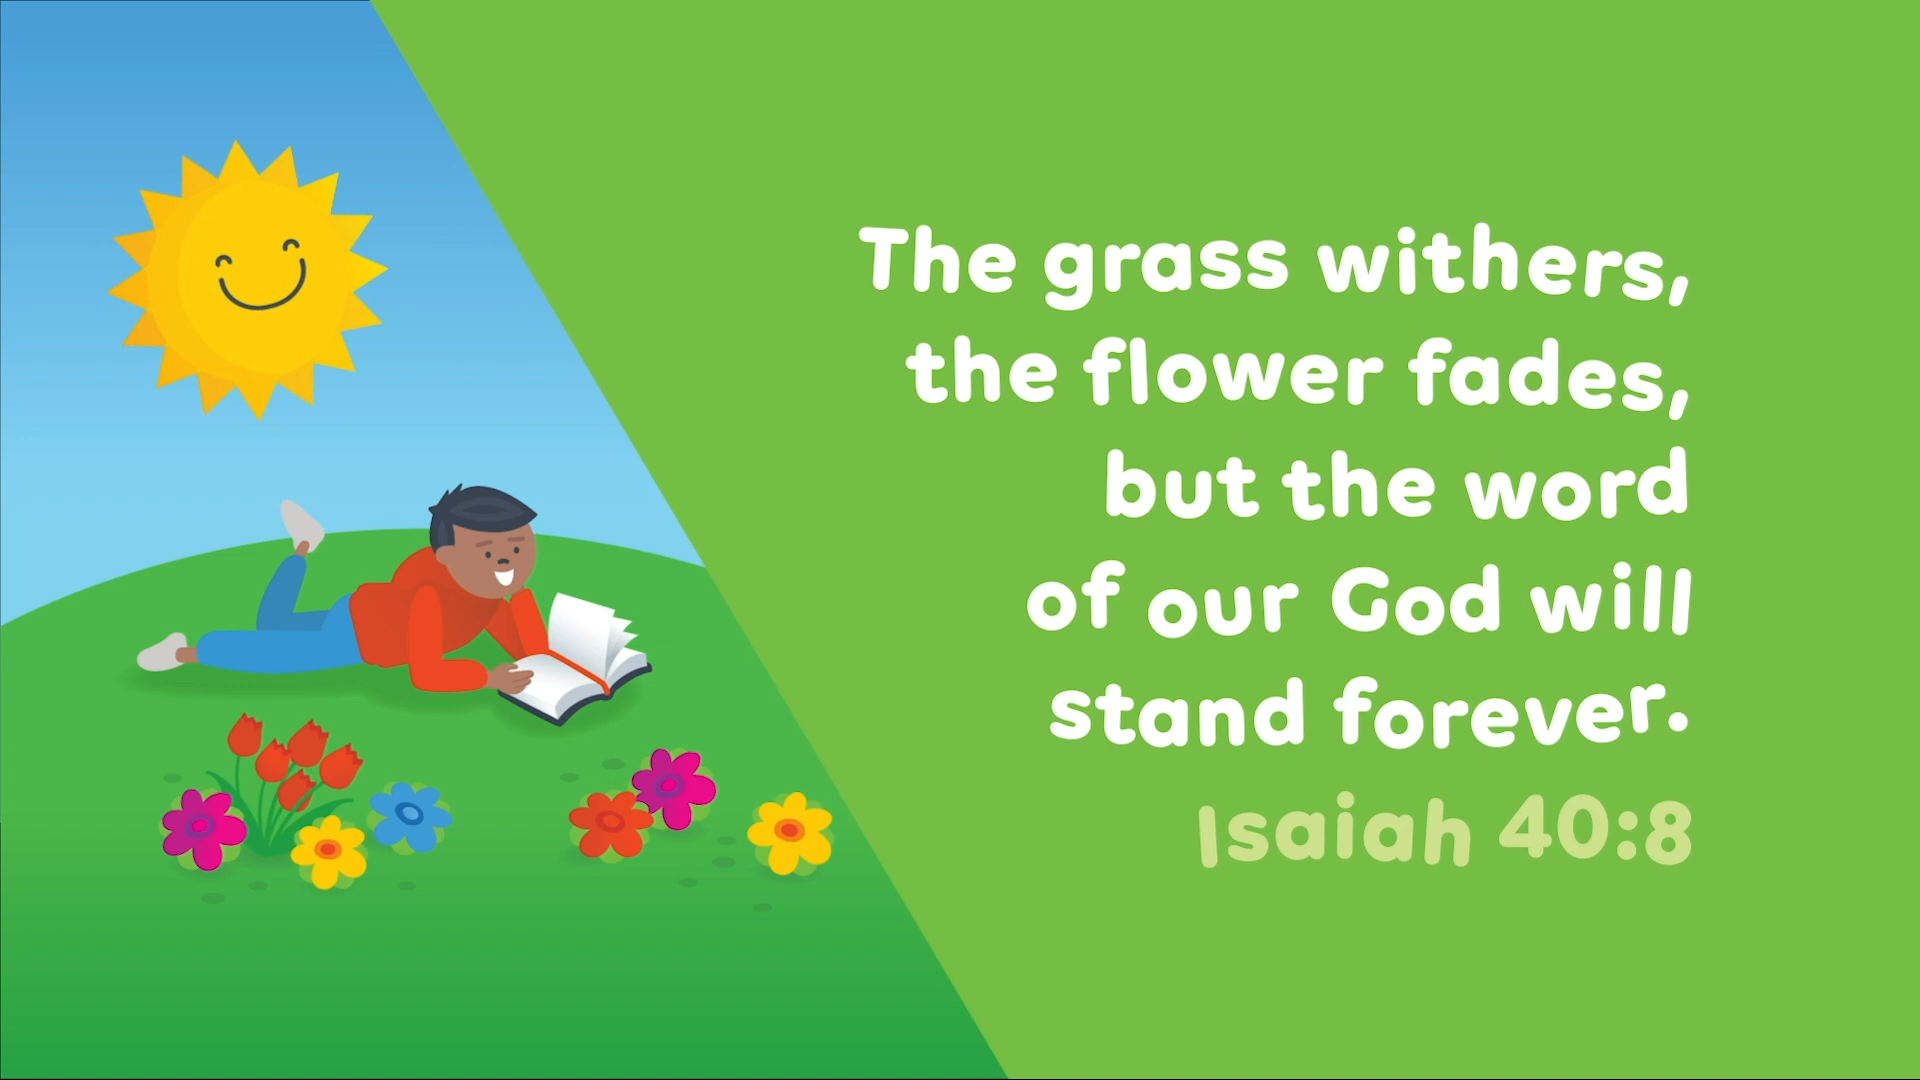 The grass withers,
the flower fades,
but the word
of our God will
stand forever.
Isaiah 40:8